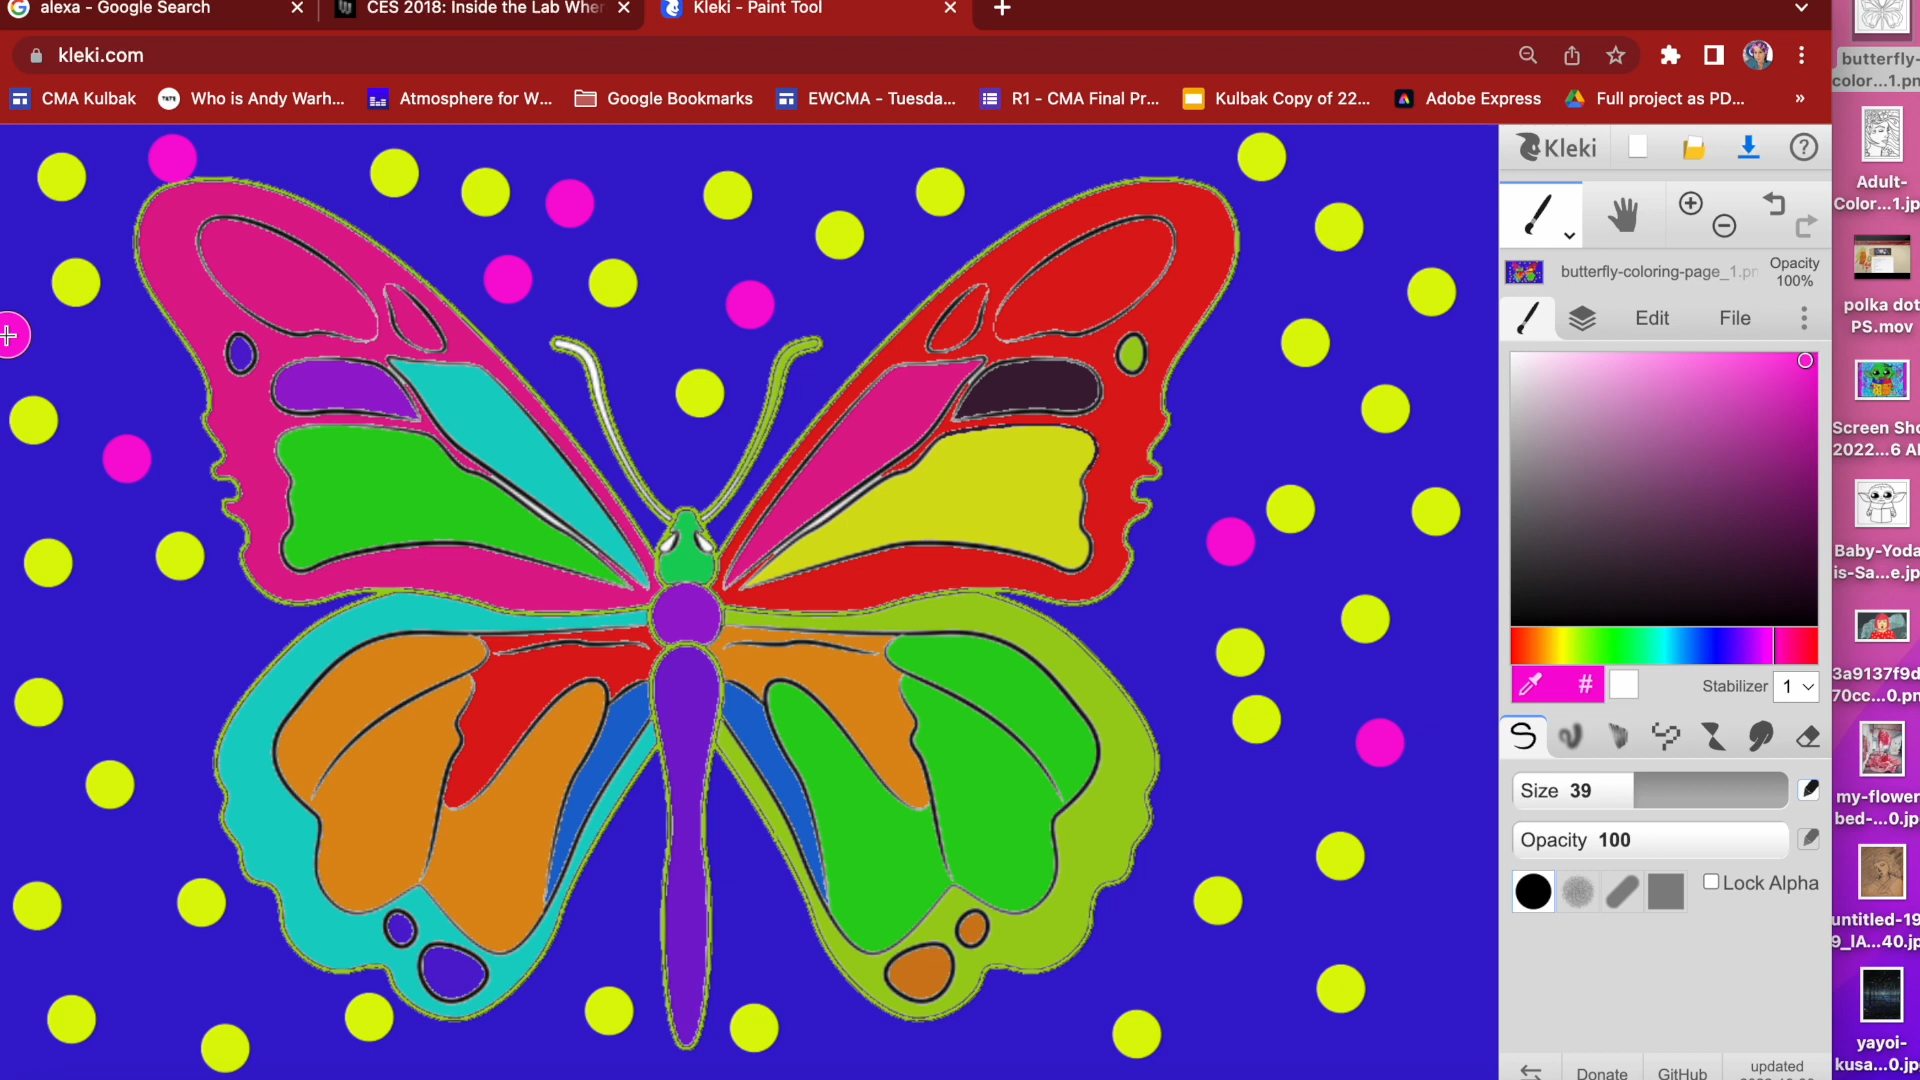 alexa - Google Search
CES 2018: Inside the Lab Wher
Kleki - Paint Tool
kleki.com
CMA Kulbak
Who is Andy Warh...
Atmosphere for W...
Google Bookmarks
EWCMA - Tuesda...
R1 - CMA Final Pr...
Kulbak Copy of 22...
Adobe Express
Full project as PD...
»
Kleki
butterfly-coloring-page_1.pn
Opacity
100%
Edit
File
#
Stabilizer 1
Size 39
Opacity 100
Lock Alpha
Donate
GitHub
updated
butterfly-
color...1.pn
Adult-
Color...1.jp
polka dot
PS.mov
Screen Sho
2022...6 AM
Baby-Yoda
is-Sa...e.jp
3a9137f9d
70cc...0.pn
my-flower
bed-...0.jp
untitled-19
9_IA...40.jp
yayoi-
kusa...0.jp